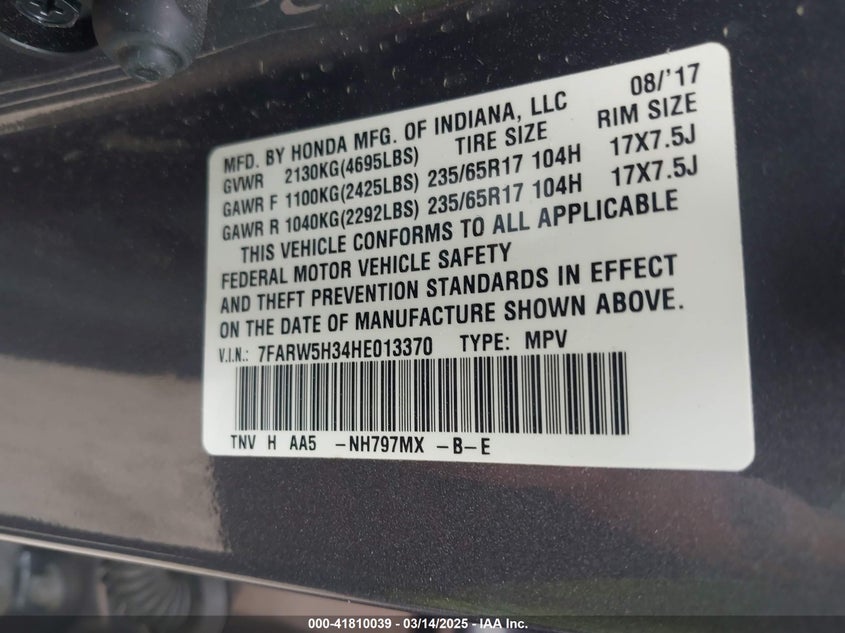 MFD. BY HONDA MFG. OF INDIANA, LLC 08/'17
GVWR 2130KG(4695LBS) TIRE SIZE RIM SIZE
GAWR F 1100KG(2425LBS) 235/65R17 104H 17X7.5J
GAWR R 1040KG(2292LBS) 235/65R17 104H 17X7.5J
THIS VEHICLE CONFORMS TO ALL APPLICABLE
FEDERAL MOTOR VEHICLE SAFETY
AND THEFT PREVENTION STANDARDS IN EFFECT
ON THE DATE OF MANUFACTURE SHOWN ABOVE.
V.I.N.: 7FARW5H34HE013370 TYPE: MPV
TNV H AA5 -NH797MX -B-E
000-41810039 - 03/14/2025 - IAA Inc.